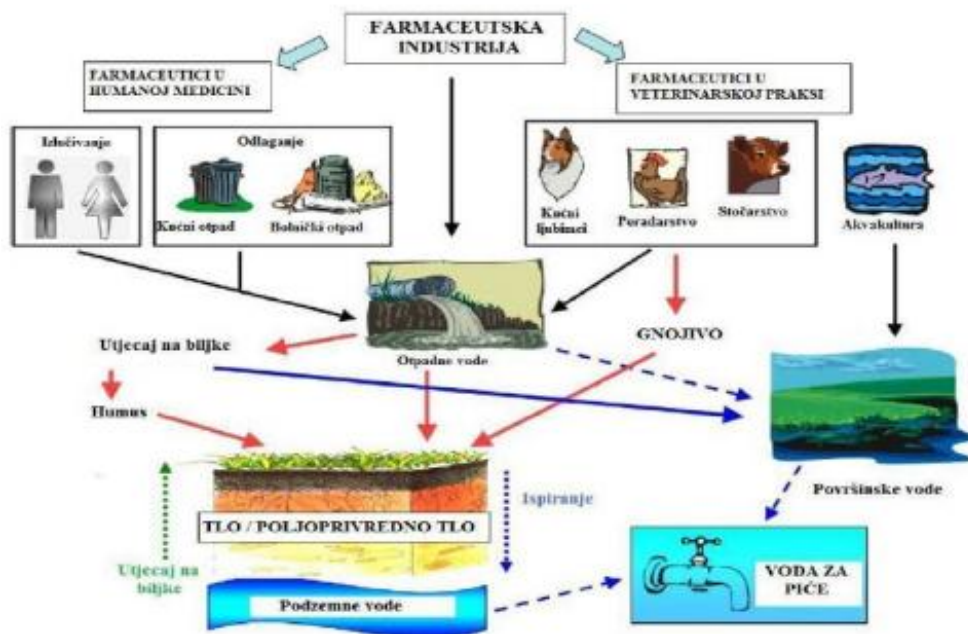 FARMACEUTSKA
INDUSTRIJA
FARMACEUTICI U
HUMANOJ MEDICINI
FARMACEUTICI U
VETERINARSKOJ PRAKSI
Izlučivanje
Odlaganje
Kućni otpad
Bolnički otpad
Kućni
ljubimci
Peradarstvo
Stočarstvo
Akvakultura
Utjecaj na biljke
Otpadne vode
GNOJIVO
Humus
Ispiranje
Površinske vode
TLO / POLJOPRIVREDNO TLO
Utjecaj na
biljke
Podzemne vode
VODA ZA
PIĆE